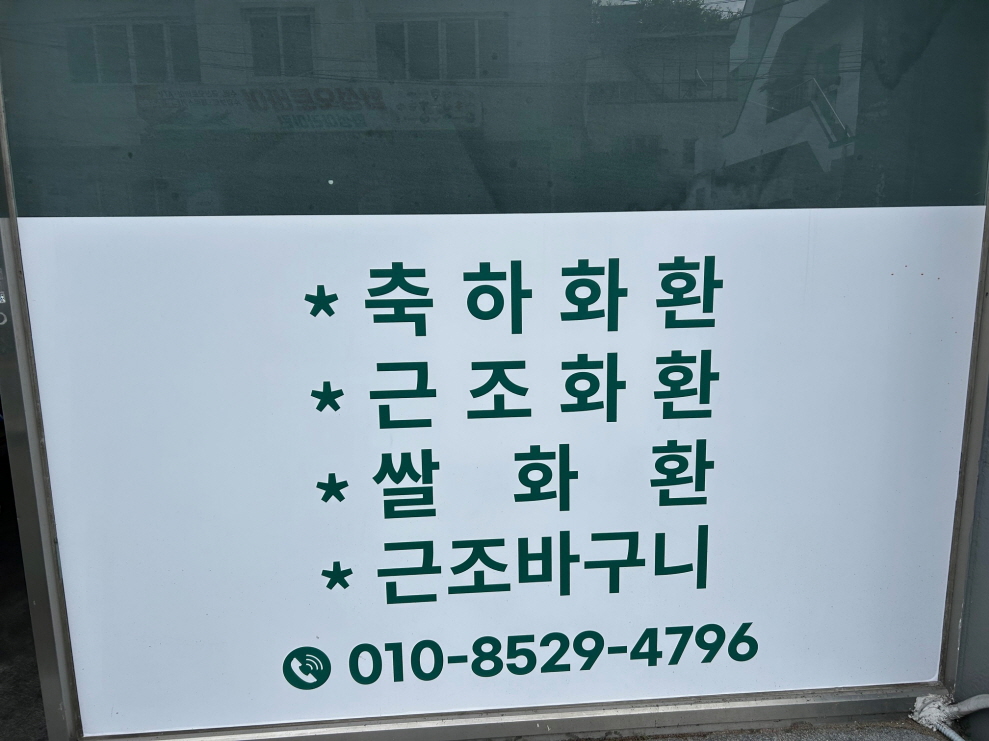 * 축하화환
* 근조화환
* 쌀 화 환
* 근조바구니
010-8529-4796